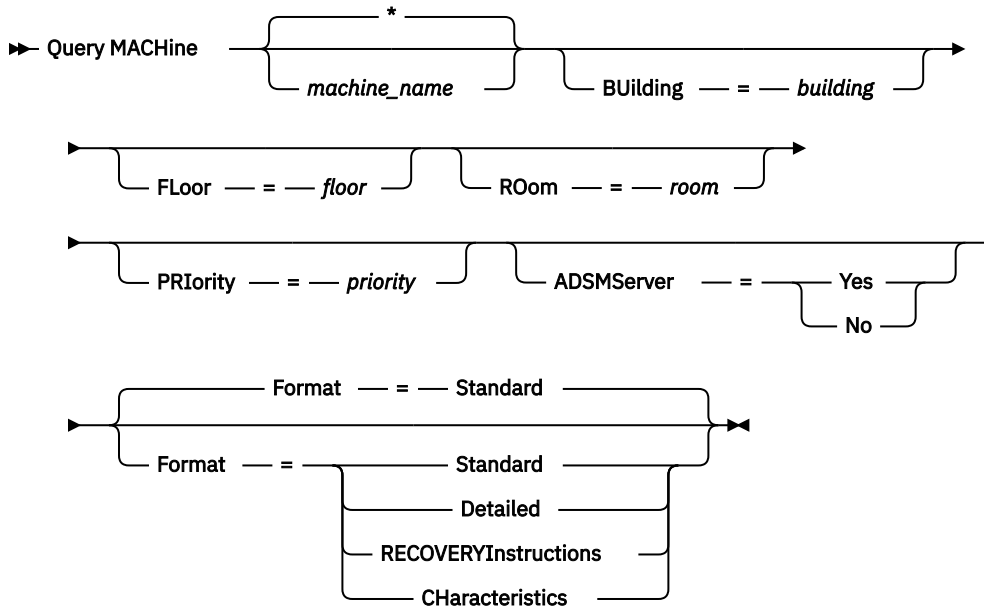 *
Query MACHine
machine_name
BUilding = building
FLoor = floor
ROom = room
PRIority = priority
ADSMServer = Yes
No
Format = Standard
Format = Standard
Detailed
RECOVERYInstructions
CHaracteristics